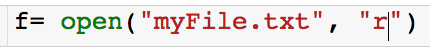 f= open("myFile.txt", "r")